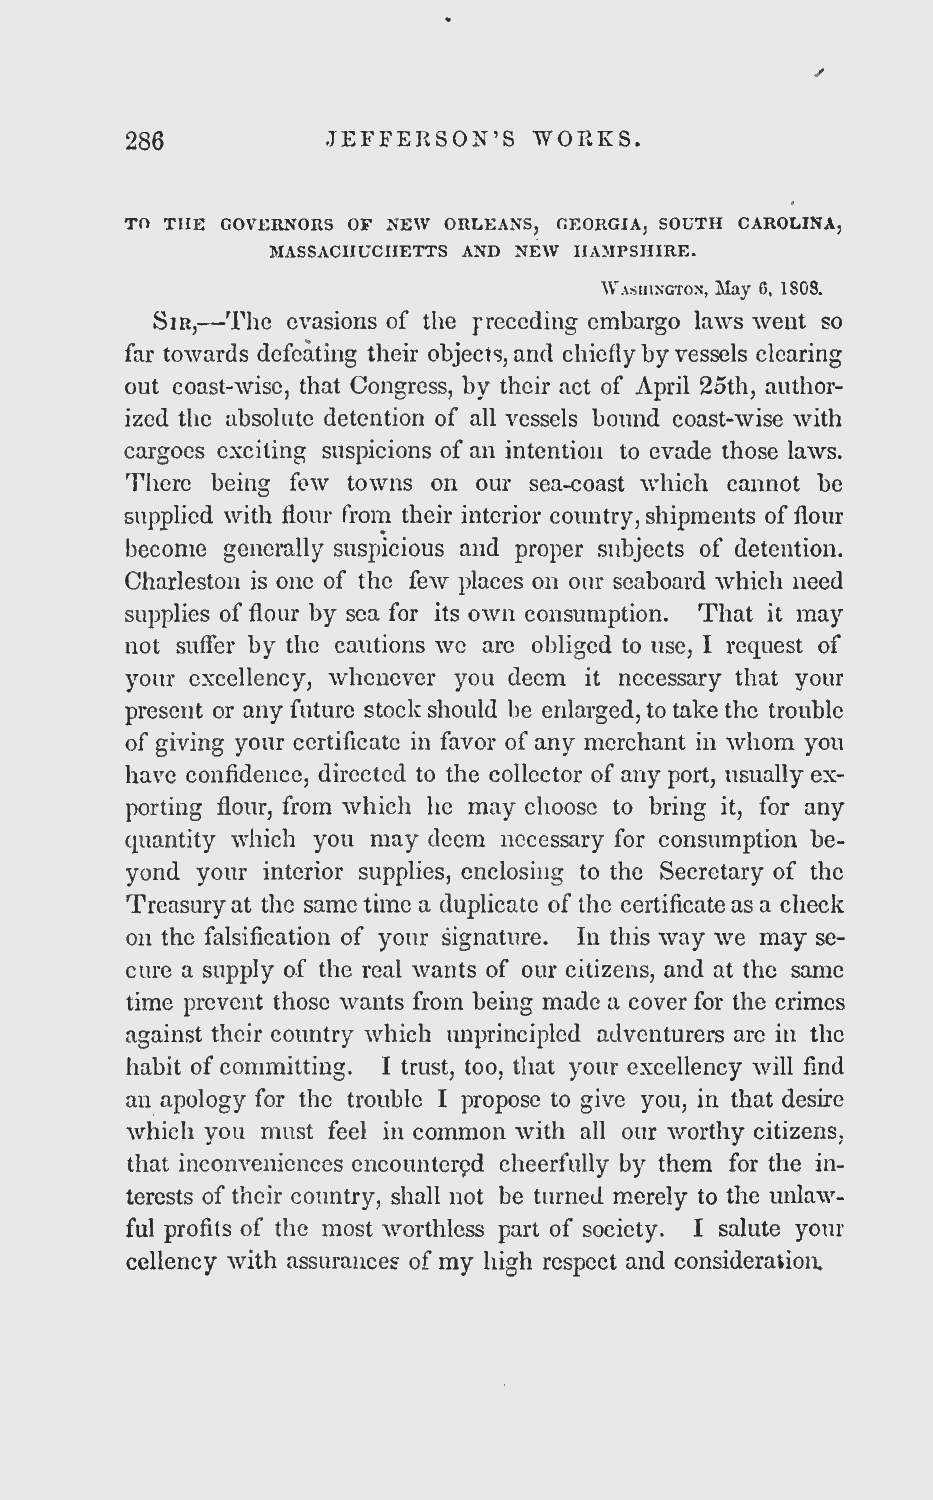 286 JEFFERSON'S WORKS.
TO THE GOVERNORS OF NEW ORLEANS, GEORGIA, SOUTH CAROLINA,
MASSACHUCHETTS AND NEW HAMPSHIRE.
WASHINGTON, May 6, 1808.
SIR,—The evasions of the preceding embargo laws went so
far towards defeating their objects, and chiefly by vessels clearing
out coast-wise, that Congress, by their act of April 25th, author-
ized the absolute detention of all vessels bound coast-wise with
cargoes exciting suspicions of an intention to evade those laws.
There being few towns on our sea-coast which cannot be
supplied with flour from their interior country, shipments of flour
become generally suspicious and proper subjects of detention.
Charleston is one of the few places on our seaboard which need
supplies of flour by sea for its own consumption. That it may
not suffer by the cautions we are obliged to use, I request of
your excellency, whenever you deem it necessary that your
present or any future stock should be enlarged, to take the trouble
of giving your certificate in favor of any merchant in whom you
have confidence, directed to the collector of any port, usually ex-
porting flour, from which he may choose to bring it, for any
quantity which you may deem necessary for consumption be-
yond your interior supplies, enclosing to the Secretary of the
Treasury at the same time a duplicate of the certificate as a check
on the falsification of your signature. In this way we may se-
cure a supply of the real wants of our citizens, and at the same
time prevent those wants from being made a cover for the crimes
against their country which unprincipled adventurers are in the
habit of committing. I trust, too, that your excellency will find
an apology for the trouble I propose to give you, in that desire
which you must feel in common with all our worthy citizens,
that inconveniences encountered cheerfully by them for the in-
terests of their country, shall not be turned merely to the unlaw-
ful profits of the most worthless part of society. I salute your
cellency with assurances of my high respect and consideration.